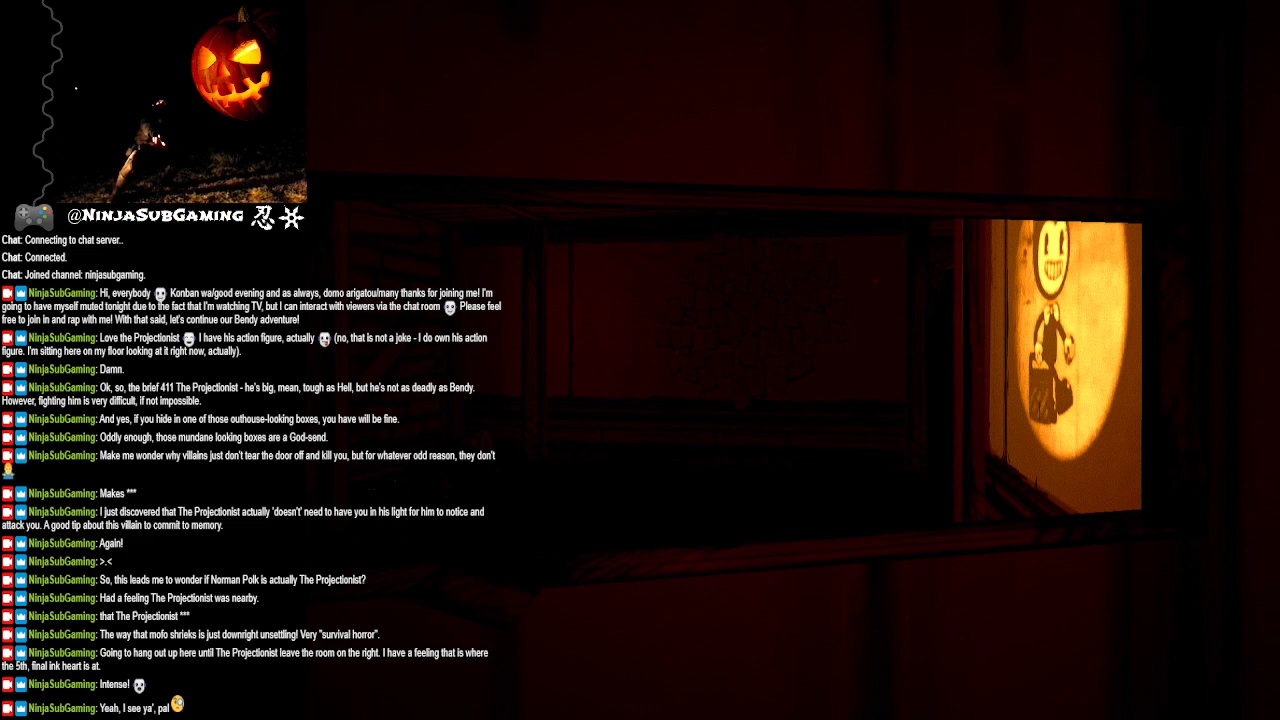 @NinjaSubGaming 忍
Chat: Connecting to chat server..
Chat: Connected.
Chat: Joined channel: ninjasubgaming.
NinjaSubGaming: Hi, everybody Konban wa/good evening and as always, domo arigatou/many thanks for joining me! I'm
going to have myself muted tonight due to the fact that I'm watching TV, but I can interact with viewers via the chat room Please feel
free to join in and rap with me! With that said, let's continue our Bendy adventure!
NinjaSubGaming: Love the Projectionist I have his action figure, actually (no, that is not a joke - I do own his action
figure. I'm sitting here on my floor looking at it right now, actually).
NinjaSubGaming: Damn.
NinjaSubGaming: Ok, so, the brief 411 The Projectionist - he's big, mean, tough as Hell, but he's not as deadly as Bendy.
However, fighting him is very difficult, if not impossible.
NinjaSubGaming: And yes, if you hide in one of those outhouse-looking boxes, you have will be fine.
NinjaSubGaming: Oddly enough, those mundane looking boxes are a God-send.
NinjaSubGaming: Make me wonder why villains just don't tear the door off and kill you, but for whatever odd reason, they don't
NinjaSubGaming: Makes ***
NinjaSubGaming: I just discovered that The Projectionist actually 'doesn't' need to have you in his light for him to notice and
attack you. A good tip about this villain to commit to memory.
NinjaSubGaming: Again!
NinjaSubGaming: >.<
NinjaSubGaming: So, this leads me to wonder if Norman Polk is actually The Projectionist?
NinjaSubGaming: Had a feeling The Projectionist was nearby.
NinjaSubGaming: that The Projectionist ***
NinjaSubGaming: The way that mofo shrieks is just downright unsettling! Very "survival horror".
NinjaSubGaming: Going to hang out up here until The Projectionist leave the room on the right. I have a feeling that is where
the 5th, final ink heart is at.
NinjaSubGaming: Intense!
NinjaSubGaming: Yeah, I see ya', pal